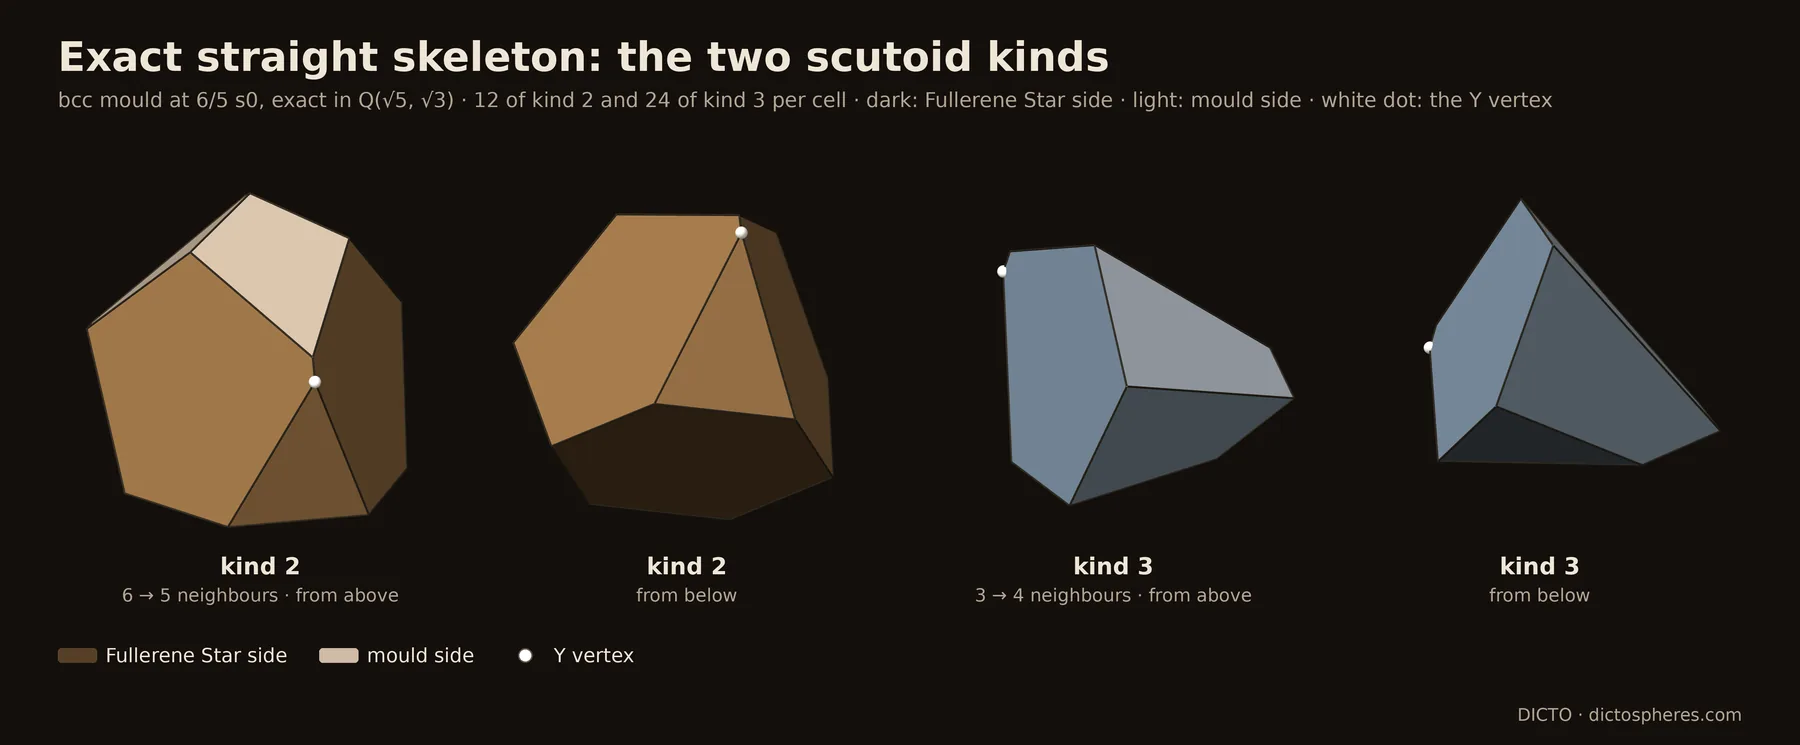 Exact straight skeleton: the two scutoid kinds
bcc mould at 6/5 s0, exact in Q(√5, √3) · 12 of kind 2 and 24 of kind 3 per cell · dark: Fullerene Star side · light: mould side · white dot: the Y vertex
kind 2
6 → 5 neighbours · from above
kind 2
from below
kind 3
3 → 4 neighbours · from above
kind 3
from below
Fullerene Star side
mould side
Y vertex
DICTO · dictospheres.com